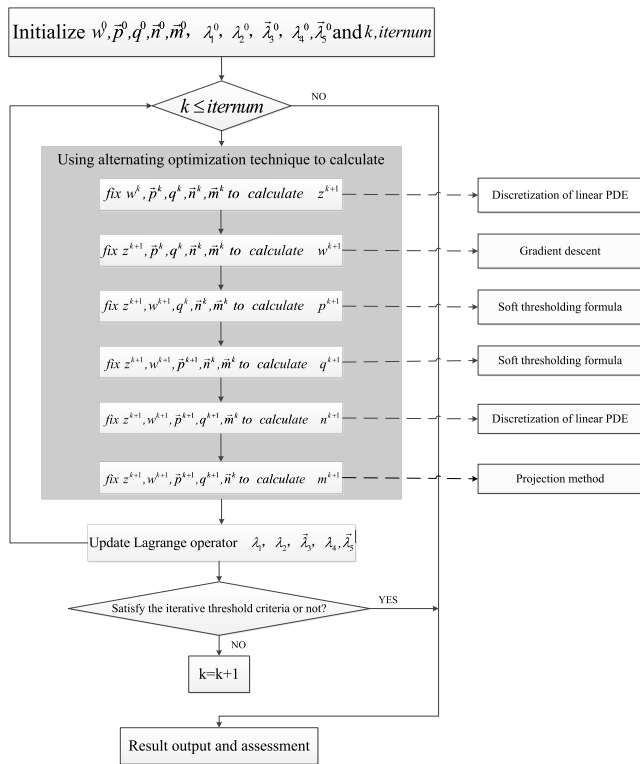 Initialize w⁰,p⃗⁰,q⁰,n⃗⁰,m⃗⁰, λ₁⁰, λ₂⁰, λ⃗₃⁰, λ₄⁰,λ⃗₅⁰ and k,iternum
k ≤ iternum
NO
Using alternating optimization technique to calculate
fix wᵏ,p⃗ᵏ,qᵏ,n⃗ᵏ,m⃗ᵏ to calculate zᵏ⁺¹
Discretization of linear PDE
fix zᵏ⁺¹,p⃗ᵏ,qᵏ,n⃗ᵏ,m⃗ᵏ to calculate wᵏ⁺¹
Gradient descent
fix zᵏ⁺¹,wᵏ⁺¹,qᵏ,n⃗ᵏ,m⃗ᵏ to calculate pᵏ⁺¹
Soft thresholding formula
fix zᵏ⁺¹,wᵏ⁺¹,p⃗ᵏ⁺¹,n⃗ᵏ,m⃗ᵏ to calculate qᵏ⁺¹
Soft thresholding formula
fix zᵏ⁺¹,wᵏ⁺¹,p⃗ᵏ⁺¹,qᵏ⁺¹,m⃗ᵏ to calculate nᵏ⁺¹
Discretization of linear PDE
fix zᵏ⁺¹,wᵏ⁺¹,p⃗ᵏ⁺¹,qᵏ⁺¹,n⃗ᵏ to calculate mᵏ⁺¹
Projection method
Update Lagrange operator λ₁, λ₂, λ⃗₃, λ₄,λ⃗₅
Satisfy the iterative threshold criteria or not?
YES
NO
k=k+1
Result output and assessment